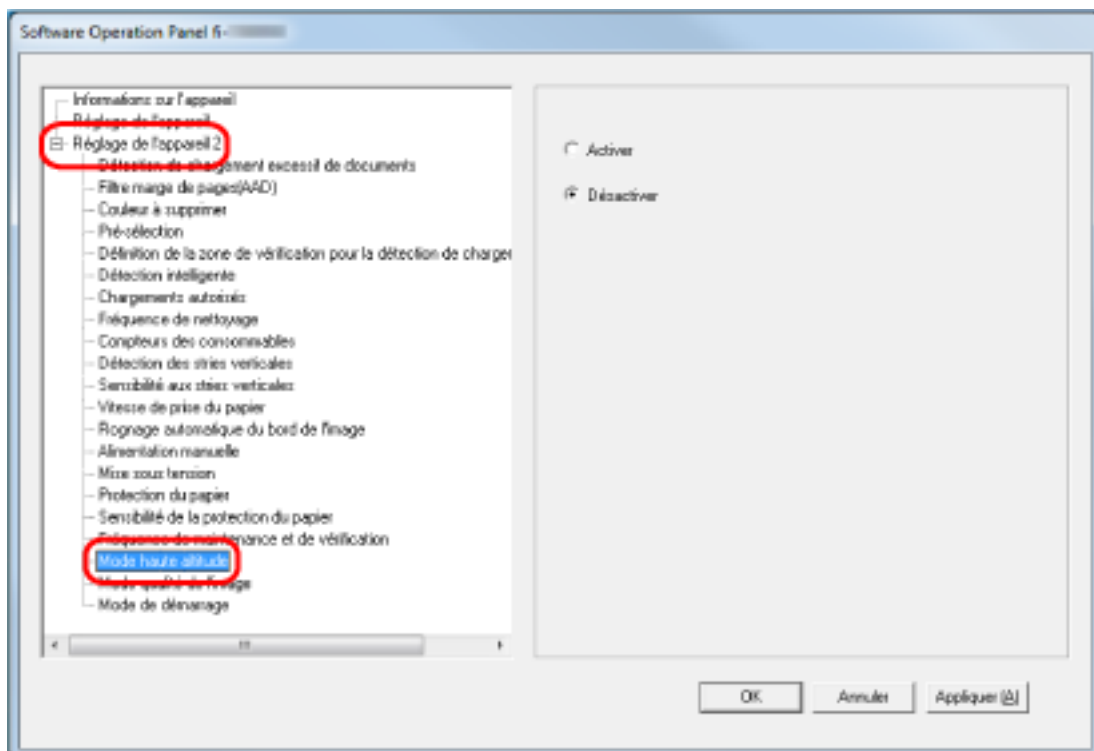 Software Operation Panel fi-
Informations sur l'appareil
Réglage de l'appareil
Réglage de l'appareil 2
Détection de chargement excessif de documents
Filtre marge de pages(AAD)
Couleur à supprimer
Pré-sélection
Définition de la zone de vérification pour la détection de charger
Détection intelligente
Chargements autorisés
Fréquence de nettoyage
Compteurs des consommables
Détection des stries verticales
Sensibilité aux stries verticales
Vitesse de prise du papier
Rognage automatique du bord de l'image
Alimentation manuelle
Mise sous tension
Protection du papier
Sensibilité de la protection du papier
Fréquence de maintenance et de vérification
Mode haute altitude
Mode qualité de l'image
Mode de démarrage
Activer
Désactiver
OK
Annuler
Appliquer (A)